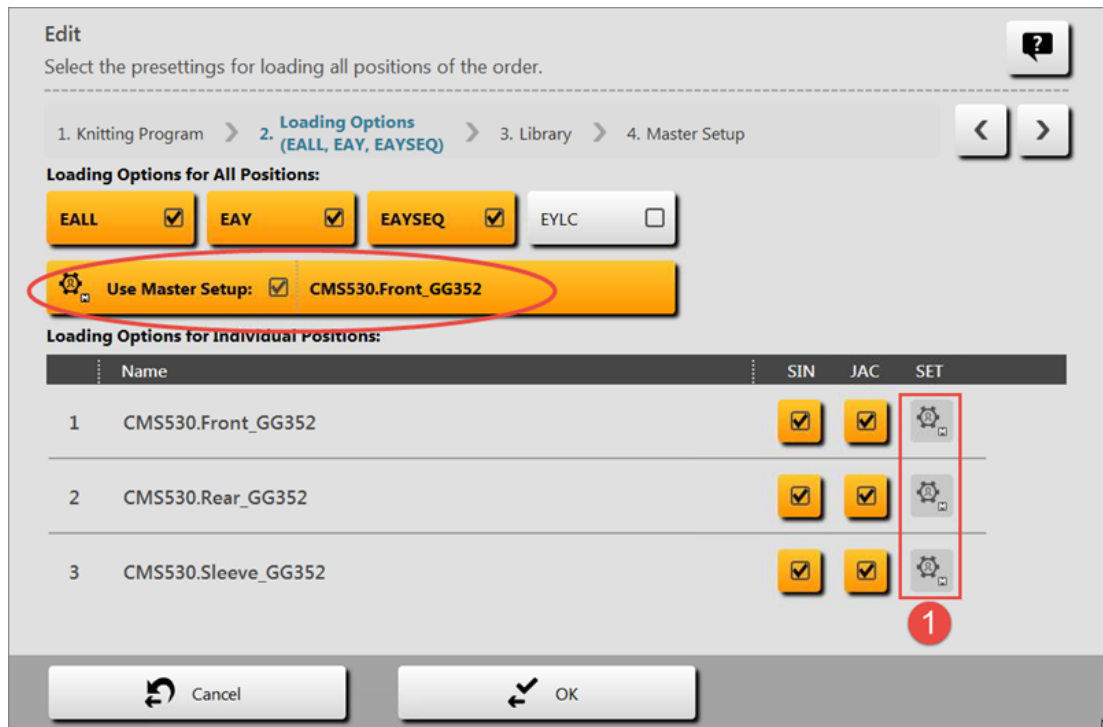 Edit
Select the presettings for loading all positions of the order.
1. Knitting Program 2. Loading Options (EALL, EAY, EAYSEQ) 3. Library 4. Master Setup
Loading Options for All Positions:
EALL EAY EAYSEQ EYLC
Use Master Setup: CMS530.Front_GG352
Loading Options for Individual Positions:
Name SIN JAC SET
1 CMS530.Front_GG352
2 CMS530.Rear_GG352
3 CMS530.Sleeve_GG352
1
Cancel OK